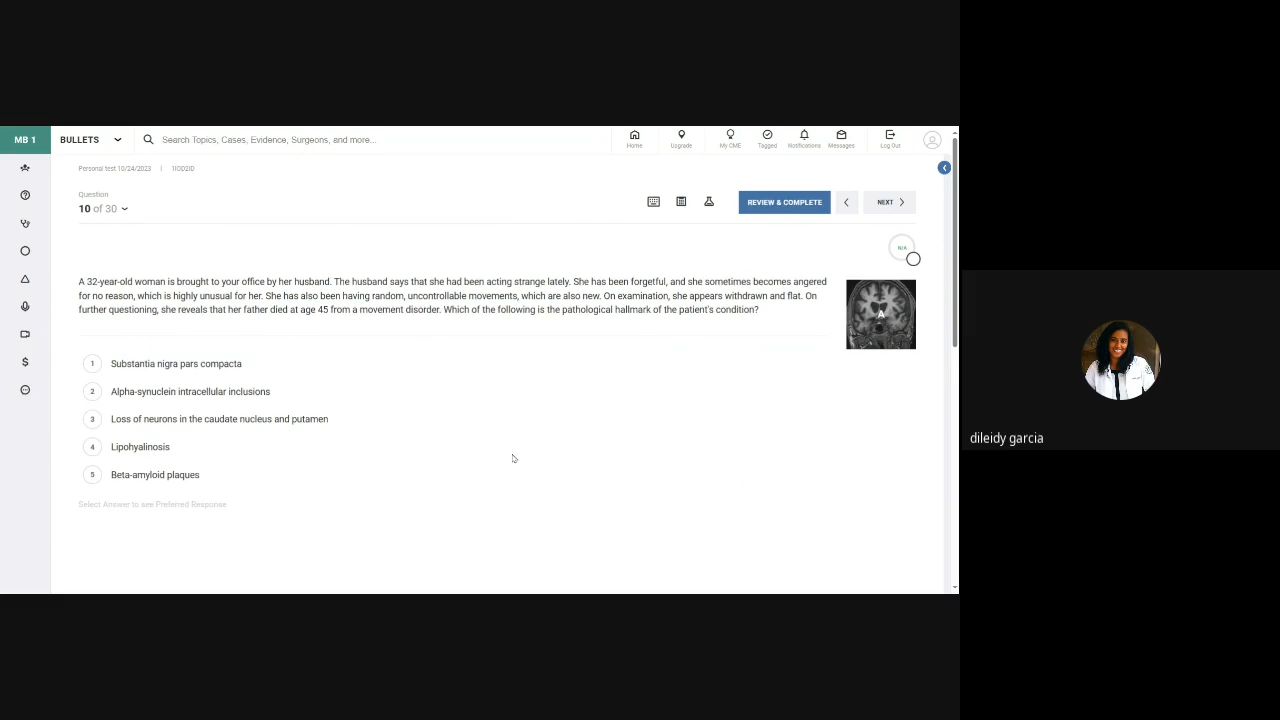 MB 1
BULLETS
Search Topics, Cases, Evidence, Surgeons, and more...
Home
Upgrade
My CME
Tagged
Notifications
Messages
Log Out
Personal test 10/24/2023 |
Question
10 of 30
REVIEW & COMPLETE
NEXT
N/A
A 32-year-old woman is brought to your office by her husband. The husband says that she had been acting strange lately. She has been forgetful, and she sometimes becomes angered
for no reason, which is highly unusual for her. She has also been having random, uncontrollable movements, which are also new. On examination, she appears withdrawn and flat. On
further questioning, she reveals that her father died at age 45 from a movement disorder. Which of the following is the pathological hallmark of the patient's condition?
A
1 Substantia nigra pars compacta
2 Alpha-synuclein intracellular inclusions
3 Loss of neurons in the caudate nucleus and putamen
4 Lipohyalinosis
5 Beta-amyloid plaques
Select Answer to see Preferred Response
dileidy garcia